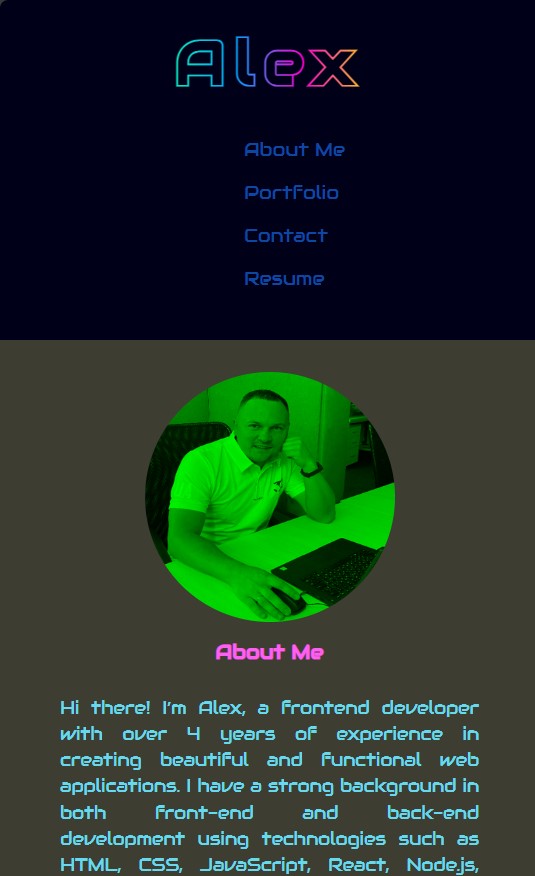 Alex
About Me
Portfolio
Contact
Resume
About Me
Hi there! I'm Alex, a frontend developer
with over 4 years of experience in
creating beautiful and functional web
applications. I have a strong background in
both front-end and back-end
development using technologies such as
HTML, CSS, JavaScript, React, Node.js,